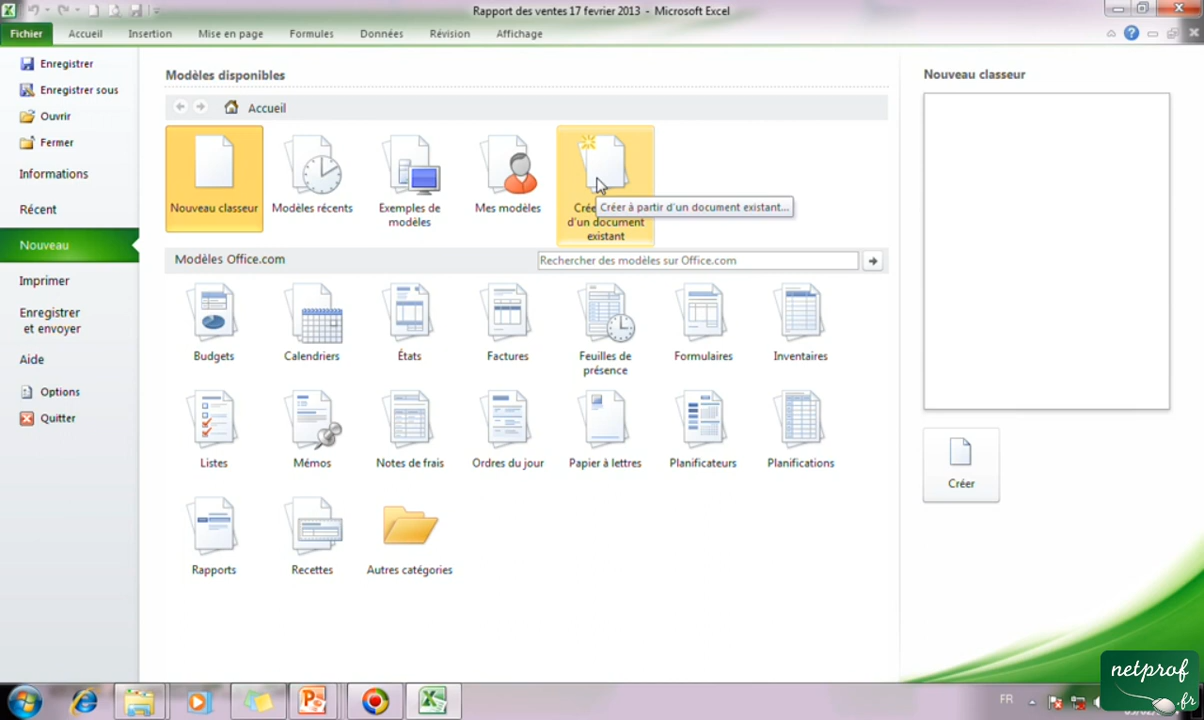 Rapport des ventes 17 fevrier 2013 - Microsoft Excel
Fichier
Accueil
Insertion
Mise en page
Formules
Données
Révision
Affichage
Enregistrer
Enregistrer sous
Ouvrir
Fermer
Informations
Récent
Nouveau
Imprimer
Enregistrer
et envoyer
Aide
Options
Quitter
Modèles disponibles
Accueil
Nouveau classeur
Modèles récents
Exemples de
modèles
Mes modèles
d'un document
existant
Créer à partir d'un document existant...
Modèles Office.com
Rechercher des modèles sur Office.com
Budgets
Calendriers
États
Factures
Feuilles de
présence
Formulaires
Inventaires
Listes
Mémos
Notes de frais
Ordres du jour
Papier à lettres
Planificateurs
Planifications
Rapports
Recettes
Autres catégories
Nouveau classeur
Créer
FR
netprof
.fr